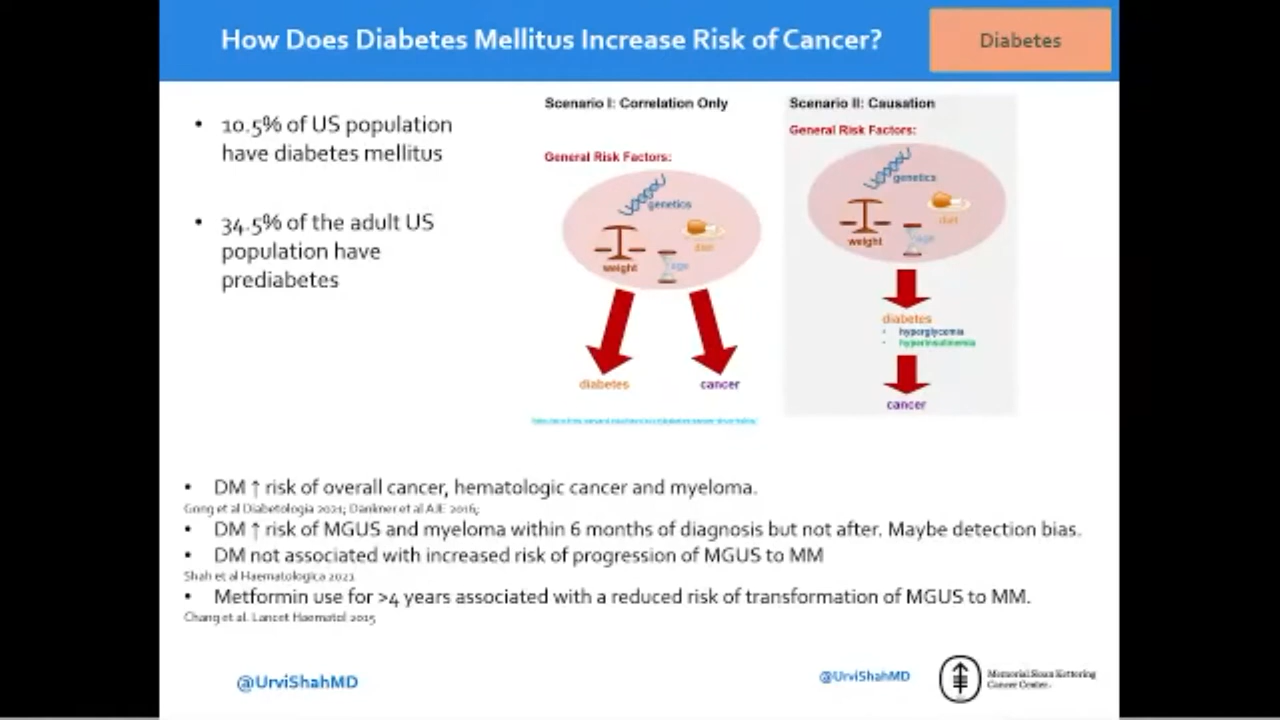 How Does Diabetes Mellitus Increase Risk of Cancer?
Diabetes
• 10.5% of US population
have diabetes mellitus
• 34.5% of the adult US
population have
prediabetes
Scenario I: Correlation Only
General Risk Factors:
genetics
diet
weight
age
diabetes
cancer
Scenario II: Causation
General Risk Factors:
genetics
diet
weight
age
diabetes
• hyperglycemia
• hyperinsulinemia
cancer
• DM ↑ risk of overall cancer, hematologic cancer and myeloma.
Gong et al Diabetologia 2021; Dankner et al AJE 2016;
• DM ↑ risk of MGUS and myeloma within 6 months of diagnosis but not after. Maybe detection bias.
• DM not associated with increased risk of progression of MGUS to MM
Shah et al Haematologica 2021
• Metformin use for >4 years associated with a reduced risk of transformation of MGUS to MM.
Chang et al. Lancet Haematol 2015
@UrviShahMD
@UrviShahMD
Memorial Sloan Kettering
Cancer Center